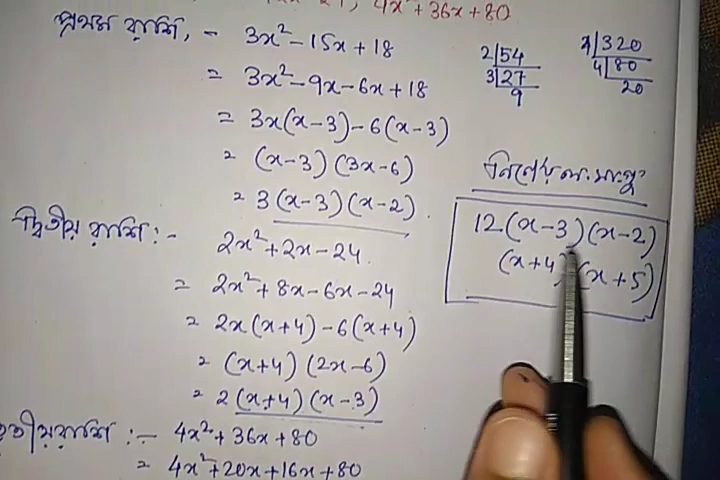 4x² + 36x + 80
প্রথম রাশি, - 3x² - 15x + 18
= 3x² - 9x - 6x + 18
= 3x(x - 3) - 6(x - 3)
= (x - 3) (3x - 6)
= 3(x - 3)(x - 2)
দ্বিতীয় রাশি :- 2x² + 2x - 24
= 2x² + 8x - 6x - 24
= 2x(x + 4) - 6(x + 4)
= (x + 4) (2x - 6)
= 2(x + 4)(x - 3)
রাশি :- 4x² + 36x + 80
= 4x² + 20x + 16x + 80
2|54
3|27
9
4|320
4|80
20
নির্ণেয় ল.সা.গু
12(x - 3)(x - 2)
(x + 4)(x + 5)